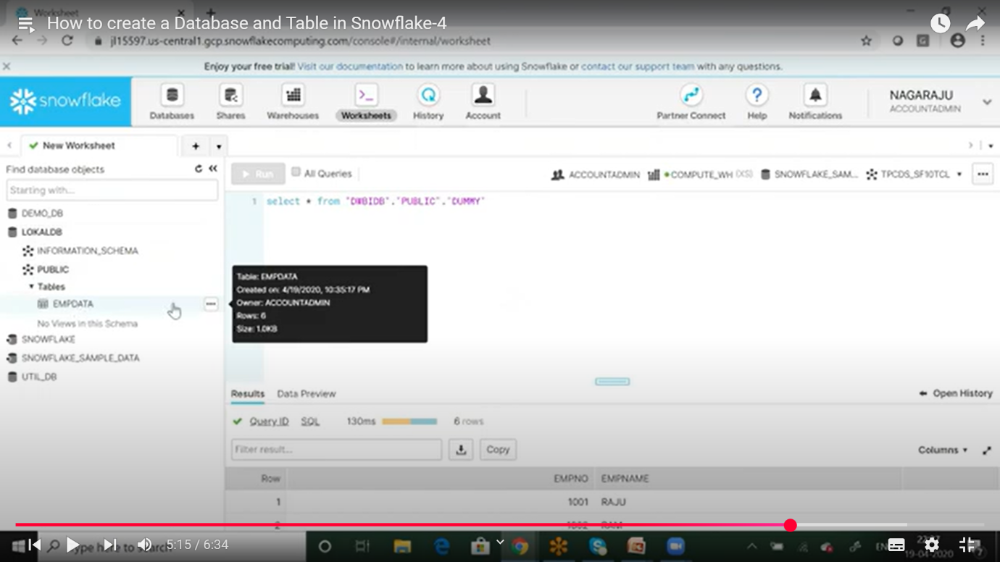 Worksheet
How to create a Database and Table in Snowflake-4
jl15597.us-central1.gcp.snowflakecomputing.com/console#/internal/worksheet
Enjoy your free trial! Visit our documentation to learn more about using Snowflake or contact our support team with any questions.
snowflake
Databases Shares Warehouses Worksheets History Account Partner Connect Help Notifications
NAGARAJU
ACCOUNTADMIN
New Worksheet
Find database objects
Run All Queries ACCOUNTADMIN COMPUTE_WH (XS) SNOWFLAKE_SAM... TPCDS_SF10TCL
Starting with...
1 select * from "DWBIDB"."PUBLIC"."DUMMY"
DEMO_DB
LOKALDB
INFORMATION_SCHEMA
PUBLIC
Tables
EMPDATA
No Views in this Schema
SNOWFLAKE
SNOWFLAKE_SAMPLE_DATA
UTIL_DB
Table: EMPDATA
Created on: 4/19/2020, 10:35:17 PM
Owner: ACCOUNTADMIN
Rows: 6
Size: 1.0KB
Results Data Preview Open History
Query ID SQL 130ms 6 rows
Filter result... Copy Columns
Row EMPNO EMPNAME
1 1001 RAJU
2 1002 RAM
5:15 / 6:34
Type here to search
22:37
19-04-2020